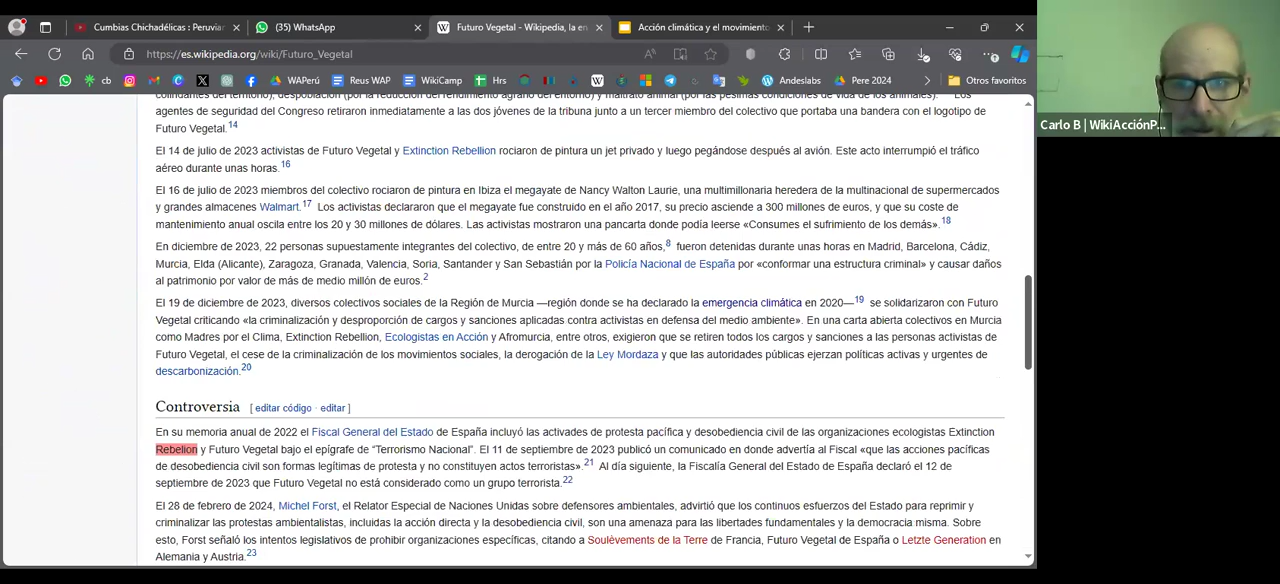 Cumbias Chichadélicas: Peruvian
(35) WhatsApp
Futuro Vegetal - Wikipedia, la en
Acción climática y el movimiento
https://es.wikipedia.org/wiki/Futuro_Vegetal
cb
WAPerú
Reus WAP
WikiCamp
Hrs
Andeslabs
Pere 2024
Otros favoritos
Carlo B | WikiAcciónP...
colindantes del territorio), despoblación (por la reducción del rendimiento agrario del entorno) y maltrato animal (por las pésimas condiciones de vida de los animales). Los
agentes de seguridad del Congreso retiraron inmediatamente a las dos jóvenes de la tribuna junto a un tercer miembro del colectivo que portaba una bandera con el logotipo de
Futuro Vegetal.14
El 14 de julio de 2023 activistas de Futuro Vegetal y Extinction Rebellion rociaron de pintura un jet privado y luego pegándose después al avión. Este acto interrumpió el tráfico
aéreo durante unas horas.16
El 16 de julio de 2023 miembros del colectivo rociaron de pintura en Ibiza el megayate de Nancy Walton Laurie, una multimillonaria heredera de la multinacional de supermercados
y grandes almacenes Walmart.17 Los activistas declararon que el megayate fue construido en el año 2017, su precio asciende a 300 millones de euros, y que su coste de
mantenimiento anual oscila entre los 20 y 30 millones de dólares. Las activistas mostraron una pancarta donde podía leerse «Consumes el sufrimiento de los demás».18
En diciembre de 2023, 22 personas supuestamente integrantes del colectivo, de entre 20 y más de 60 años,8 fueron detenidas durante unas horas en Madrid, Barcelona, Cádiz,
Murcia, Elda (Alicante), Zaragoza, Granada, Valencia, Soria, Santander y San Sebastián por la Policía Nacional de España por «conformar una estructura criminal» y causar daños
al patrimonio por valor de más de medio millón de euros.2
El 19 de diciembre de 2023, diversos colectivos sociales de la Región de Murcia —región donde se ha declarado la emergencia climática en 2020—19 se solidarizaron con Futuro
Vegetal criticando «la criminalización y desproporción de cargos y sanciones aplicadas contra activistas en defensa del medio ambiente». En una carta abierta colectivos en Murcia
como Madres por el Clima, Extinction Rebellion, Ecologistas en Acción y Afromurcia, entre otros, exigieron que se retiren todos los cargos y sanciones a las personas activistas de
Futuro Vegetal, el cese de la criminalización de los movimientos sociales, la derogación de la Ley Mordaza y que las autoridades públicas ejerzan políticas activas y urgentes de
descarbonización.20
Controversia [ editar código · editar ]
En su memoria anual de 2022 el Fiscal General del Estado de España incluyó las activades de protesta pacífica y desobediencia civil de las organizaciones ecologistas Extinction
Rebelion y Futuro Vegetal bajo el epígrafe de “Terrorismo Nacional”. El 11 de septiembre de 2023 publicó un comunicado en donde advertía al Fiscal «que las acciones pacíficas
de desobediencia civil son formas legítimas de protesta y no constituyen actos terroristas».21 Al día siguiente, la Fiscalía General del Estado de España declaró el 12 de
septiembre de 2023 que Futuro Vegetal no está considerado como un grupo terrorista.22
El 28 de febrero de 2024, Michel Forst, el Relator Especial de Naciones Unidas sobre defensores ambientales, advirtió que los continuos esfuerzos del Estado para reprimir y
criminalizar las protestas ambientalistas, incluidas la acción directa y la desobediencia civil, son una amenaza para las libertades fundamentales y la democracia misma. Sobre
esto, Forst señaló los intentos legislativos de prohibir organizaciones específicas, citando a Soulèvements de la Terre de Francia, Futuro Vegetal de España o Letzte Generation en
Alemania y Austria.23